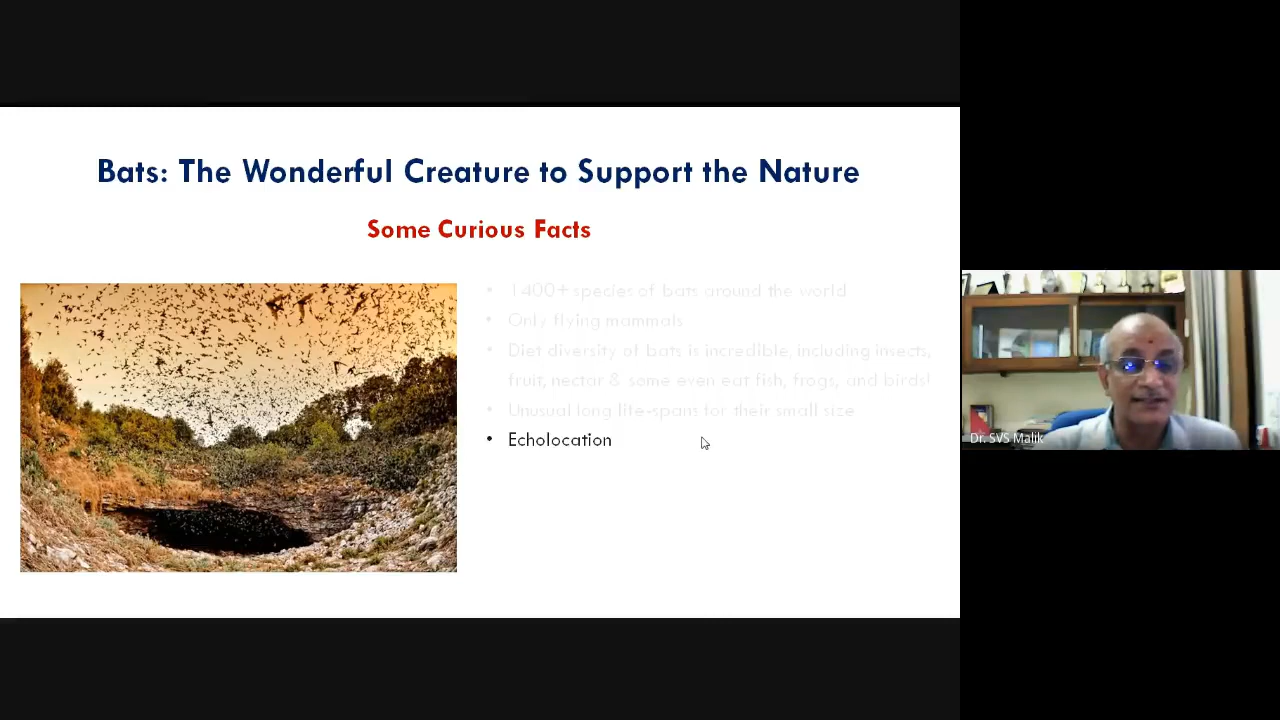 Bats: The Wonderful Creature to Support the Nature
Some Curious Facts
• 1400+ species of bats around the world
• Only flying mammals
• Diet diversity of bats is incredible, including insects,
fruit, nectar & some even eat fish, frogs, and birds!
• Unusual long life-spans for their small size
• Echolocation
Dr. SVS Malik